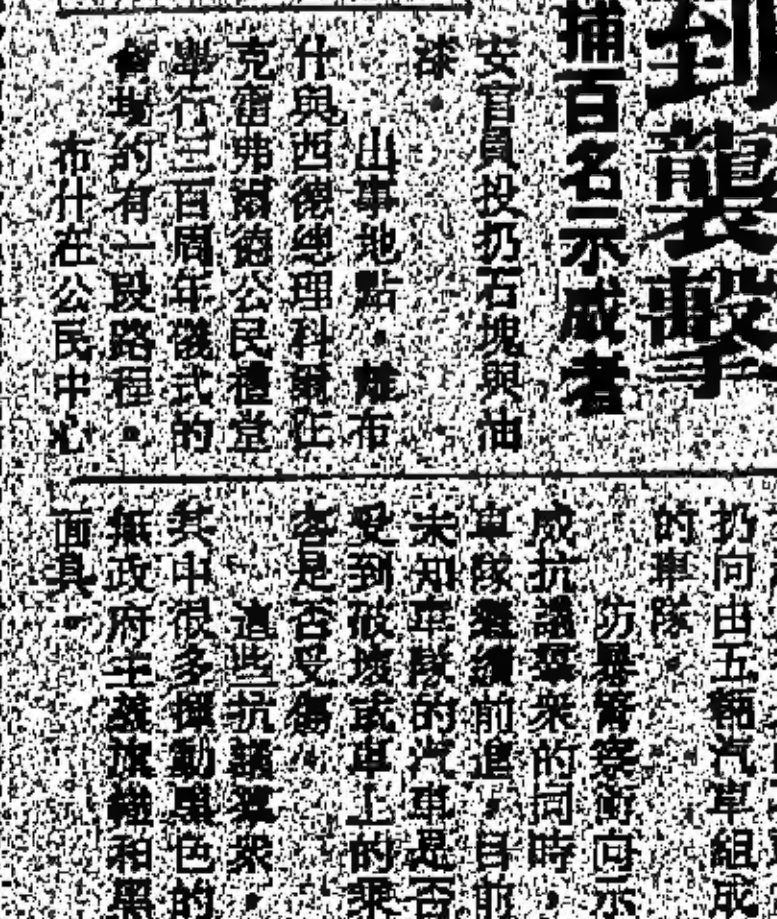 到襲擊
捕百名示威者
安官員投扔石塊與油
漆。
出事地點,離布
什與西德總理科爾在
克雷弗爾德公民禮堂
舉行三百周年儀式的
會場約有一段路程。
布什在公民中心
扔向由五輛汽車組成
的車隊。
防暴警察衝向示
威抗議羣衆的同時,
車隊繼續前進,目前
未知車隊的汽車是否
受到破壞或車上的乘
客是否受傷。
這些抗議羣衆,
其中很多揮動黑色的
無政府主義旗幟和黑
面具。